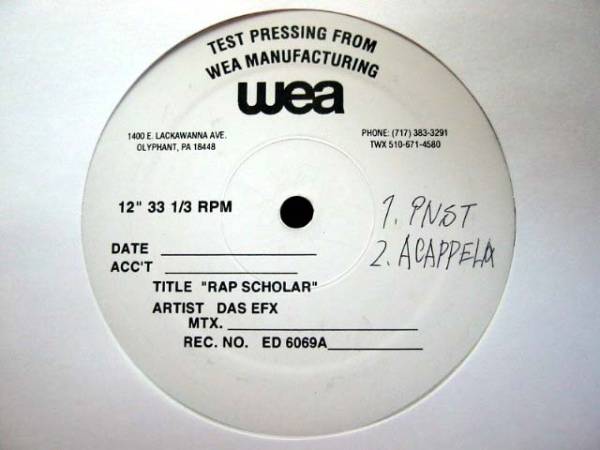 TEST PRESSING FROM
WEA MANUFACTURING
wea
1400 E. LACKAWANNA AVE.
OLYPHANT, PA 18448
PHONE: (717) 383-3291
TWX 510-671-4580
12" 33 1/3 RPM
1. INST
2. ACAPPELA
DATE
ACC'T
TITLE "RAP SCHOLAR"
ARTIST DAS EFX
MTX.
REC. NO. ED 6069A